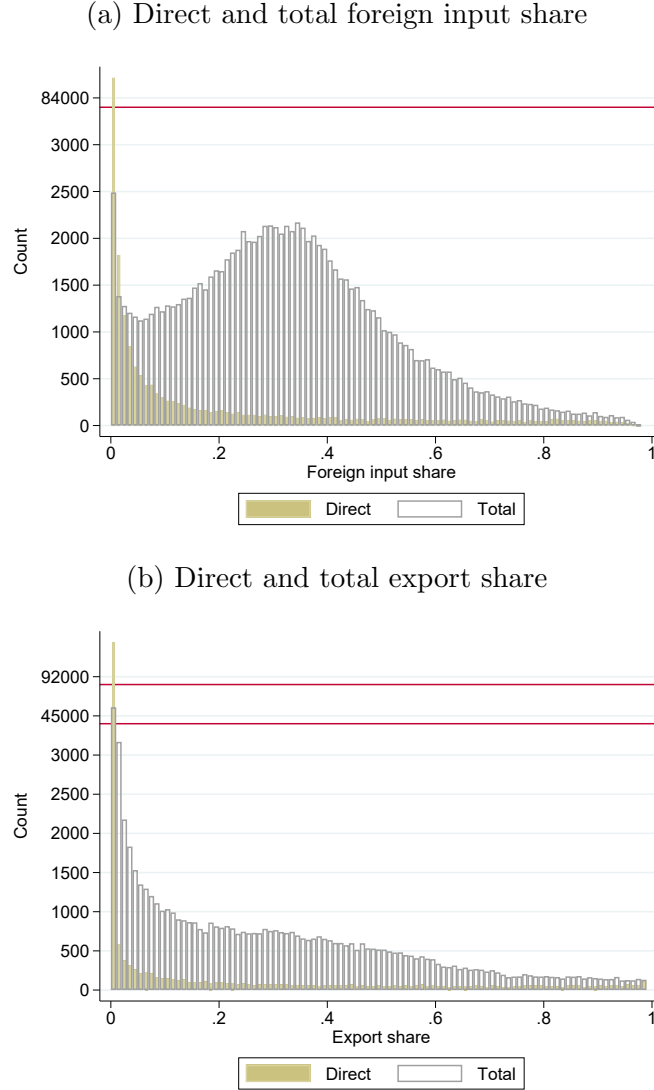 (a) Direct and total foreign input share
84000
3000
2500
2000
1500
1000
500
0
Count
0 .2 .4 .6 .8 1
Foreign input share
Direct Total
(b) Direct and total export share
92000
45000
3000
2500
2000
1500
1000
500
0
Count
0 .2 .4 .6 .8 1
Export share
Direct Total